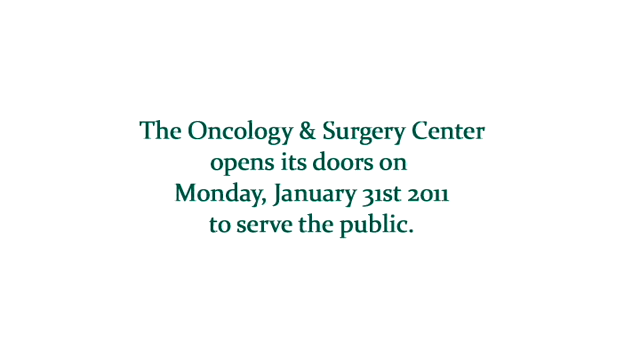 The Oncology & Surgery Center
opens its doors on
Monday, January 31st 2011
to serve the public.